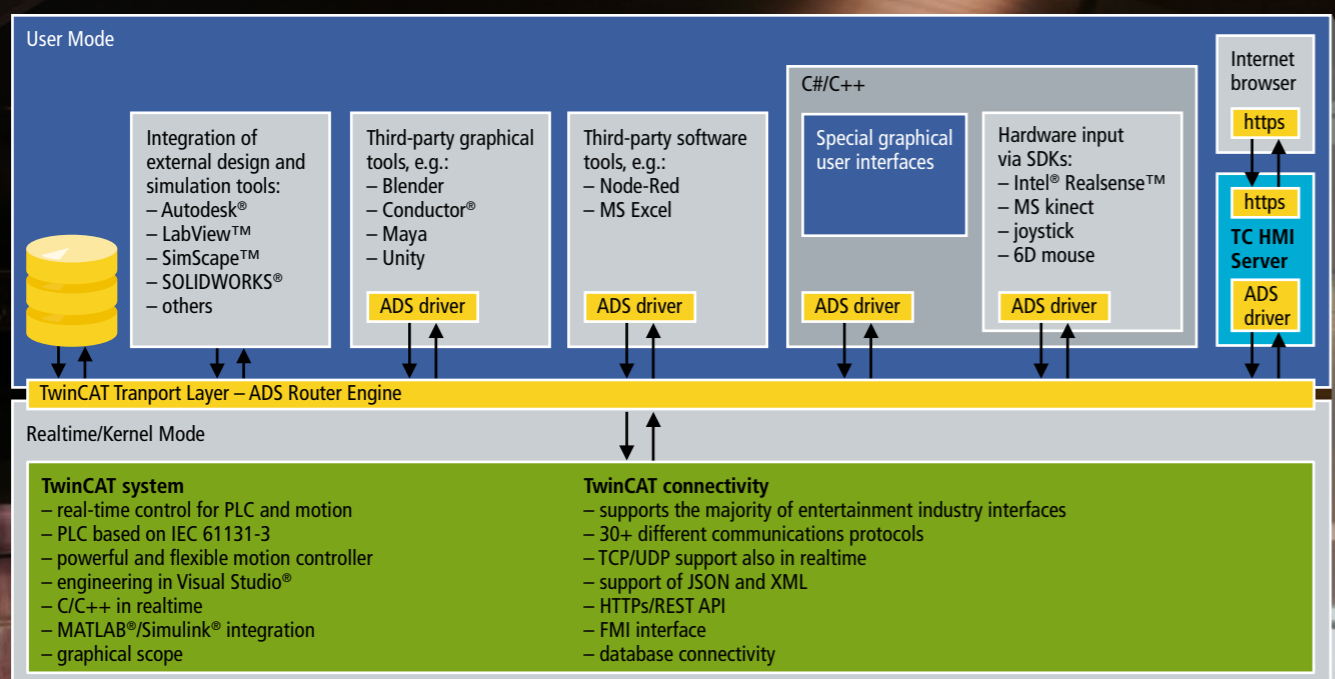 User Mode
Integration of
external design and
simulation tools:
– Autodesk®
– LabView™
– SimScape™
– SOLIDWORKS®
– others
Third-party graphical
tools, e.g.:
– Blender
– Conductor®
– Maya
– Unity
ADS driver
Third-party software
tools, e.g.:
– Node-Red
– MS Excel
ADS driver
C#/C++
Special graphical
user interfaces
ADS driver
Hardware input
via SDKs:
– Intel® Realsense™
– MS kinect
– joystick
– 6D mouse
ADS driver
Internet
browser
https
https
TC HMI
Server
ADS
driver
TwinCAT Tranport Layer – ADS Router Engine
Realtime/Kernel Mode
TwinCAT system
– real-time control for PLC and motion
– PLC based on IEC 61131-3
– powerful and flexible motion controller
– engineering in Visual Studio®
– C/C++ in realtime
– MATLAB®/Simulink® integration
– graphical scope
TwinCAT connectivity
– supports the majority of entertainment industry interfaces
– 30+ different communications protocols
– TCP/UDP support also in realtime
– support of JSON and XML
– HTTPs/REST API
– FMI interface
– database connectivity